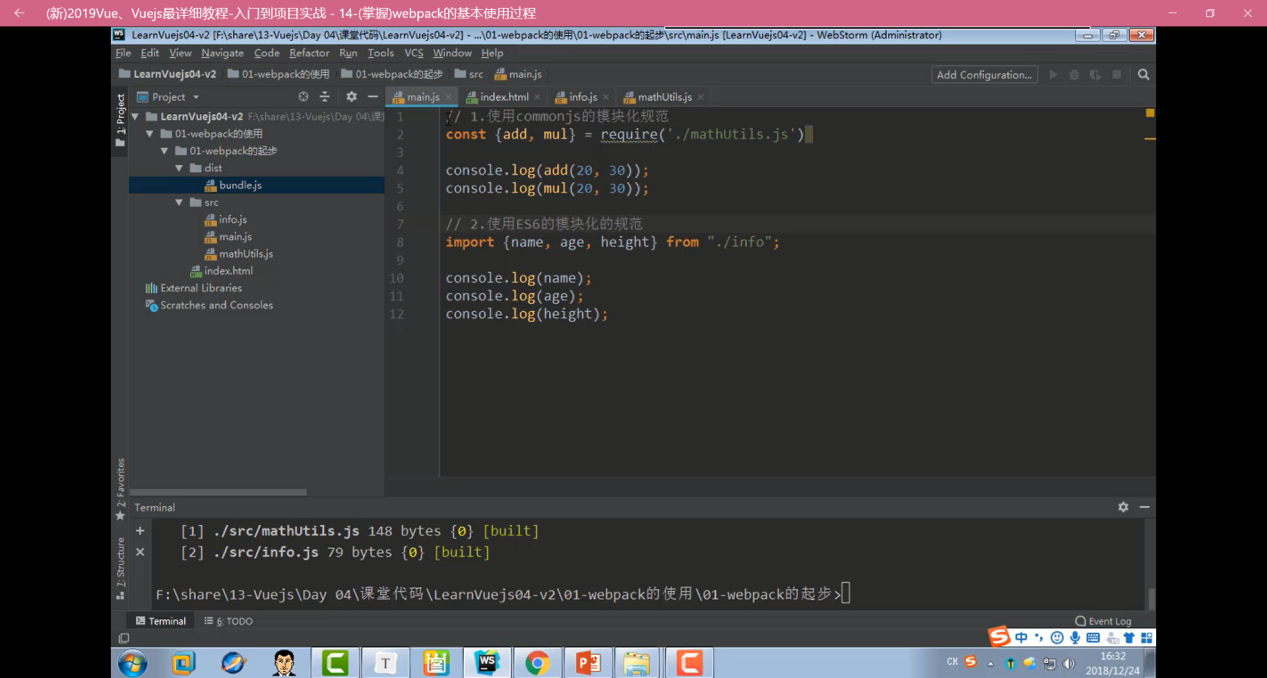 (新)2019Vue、Vuejs最详细教程-入门到项目实战 - 14-(掌握)webpack的基本使用过程
LearnVuejs04-v2 [F:\share\13-Vuejs\Day 04\课堂代码\LearnVuejs04-v2] - ...\01-webpack的使用\01-webpack的起步\src\main.js [LearnVuejs04-v2] - WebStorm (Administrator)
File Edit View Navigate Code Refactor Run Tools VCS Window Help
LearnVuejs04-v2 01-webpack的使用 01-webpack的起步 src main.js Add Configuration...
1: Project
Project
main.js index.html info.js mathUtils.js
LearnVuejs04-v2 F:\share\13-Vuejs\Day 04\课
01-webpack的使用
01-webpack的起步
dist
bundle.js
src
info.js
main.js
mathUtils.js
index.html
External Libraries
Scratches and Consoles
1 // 1.使用commonjs的模块化规范
2 const {add, mul} = require('./mathUtils.js')
3
4 console.log(add(20, 30));
5 console.log(mul(20, 30));
6
7 // 2.使用ES6的模块化的规范
8 import {name, age, height} from "./info";
9
10 console.log(name);
11 console.log(age);
12 console.log(height);
2: Favorites
7: Structure
Terminal
[1] ./src/mathUtils.js 148 bytes {0} [built]
[2] ./src/info.js 79 bytes {0} [built]
F:\share\13-Vuejs\Day 04\课堂代码\LearnVuejs04-v2\01-webpack的使用\01-webpack的起步>
Terminal 6: TODO Event Log
S 中
T WS P C
CH S 16:32
2018/12/24